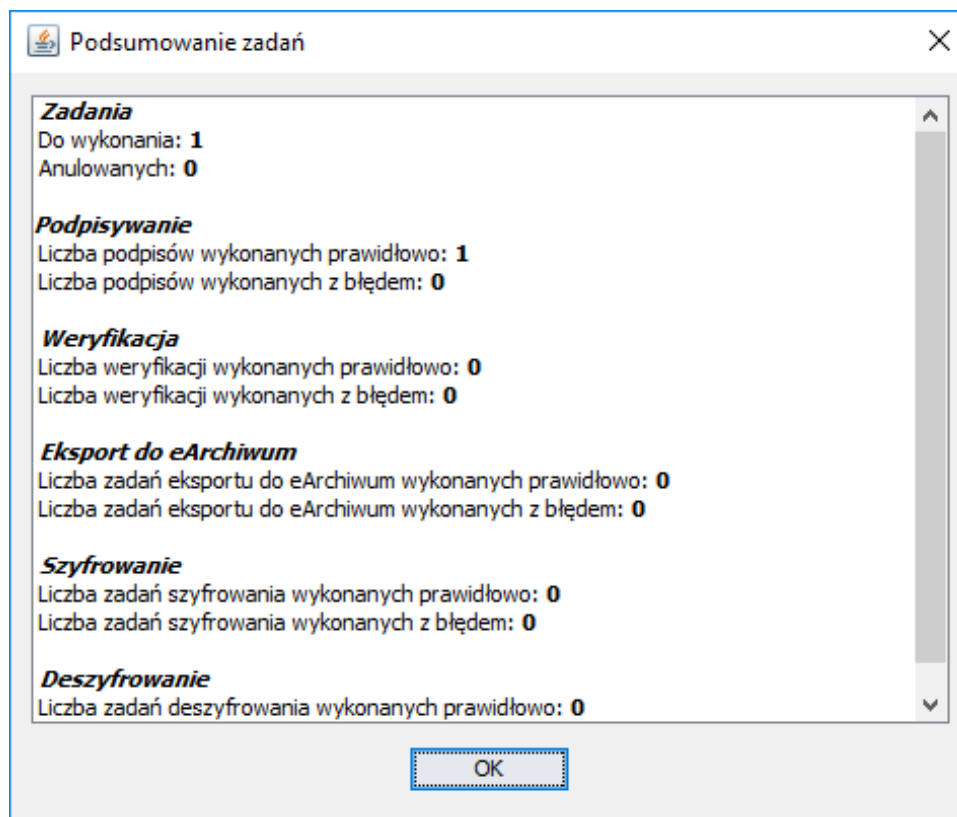 Podsumowanie zadań
Zadania
Do wykonania: 1
Anulowanych: 0
Podpisywanie
Liczba podpisów wykonanych prawidłowo: 1
Liczba podpisów wykonanych z błędem: 0
Weryfikacja
Liczba weryfikacji wykonanych prawidłowo: 0
Liczba weryfikacji wykonanych z błędem: 0
Eksport do eArchiwum
Liczba zadań eksportu do eArchiwum wykonanych prawidłowo: 0
Liczba zadań eksportu do eArchiwum wykonanych z błędem: 0
Szyfrowanie
Liczba zadań szyfrowania wykonanych prawidłowo: 0
Liczba zadań szyfrowania wykonanych z błędem: 0
Deszyfrowanie
Liczba zadań deszyfrowania wykonanych prawidłowo: 0
OK